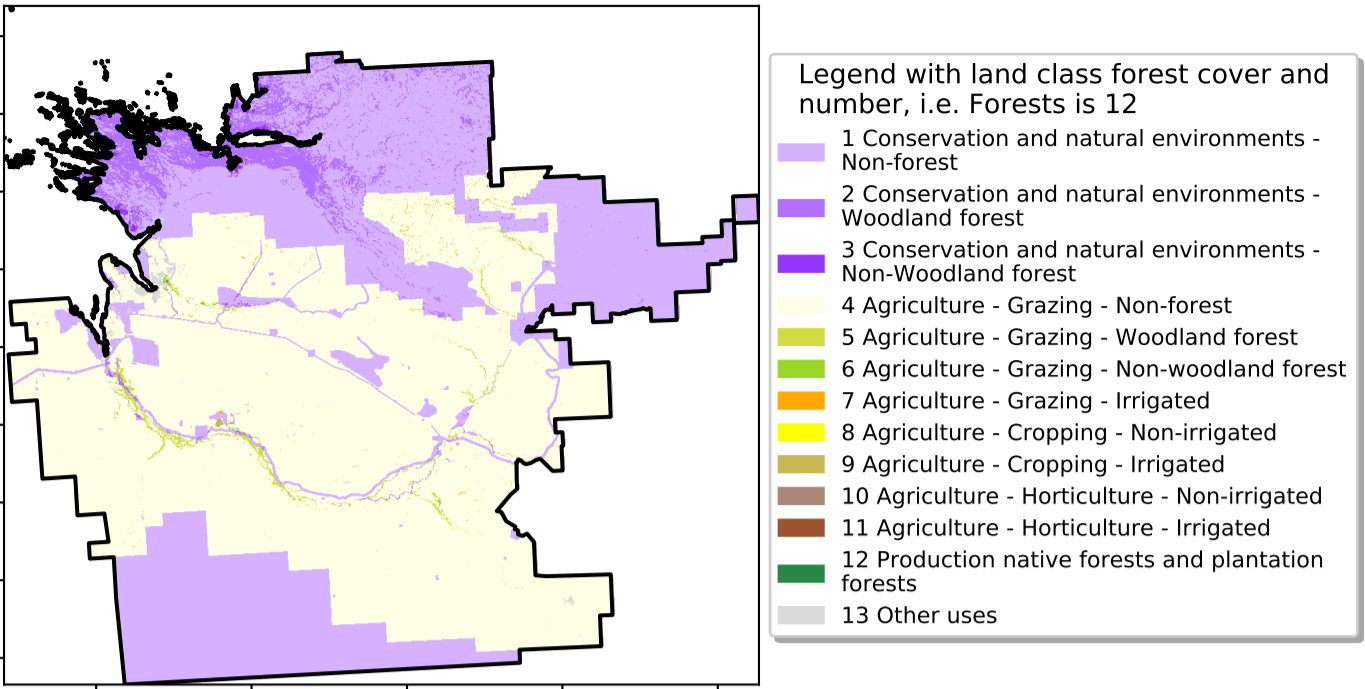 Legend with land class forest cover and
number, i.e. Forests is 12
1 Conservation and natural environments -
Non-forest
2 Conservation and natural environments -
Woodland forest
3 Conservation and natural environments -
Non-Woodland forest
4 Agriculture - Grazing - Non-forest
5 Agriculture - Grazing - Woodland forest
6 Agriculture - Grazing - Non-woodland forest
7 Agriculture - Grazing - Irrigated
8 Agriculture - Cropping - Non-irrigated
9 Agriculture - Cropping - Irrigated
10 Agriculture - Horticulture - Non-irrigated
11 Agriculture - Horticulture - Irrigated
12 Production native forests and plantation
forests
13 Other uses